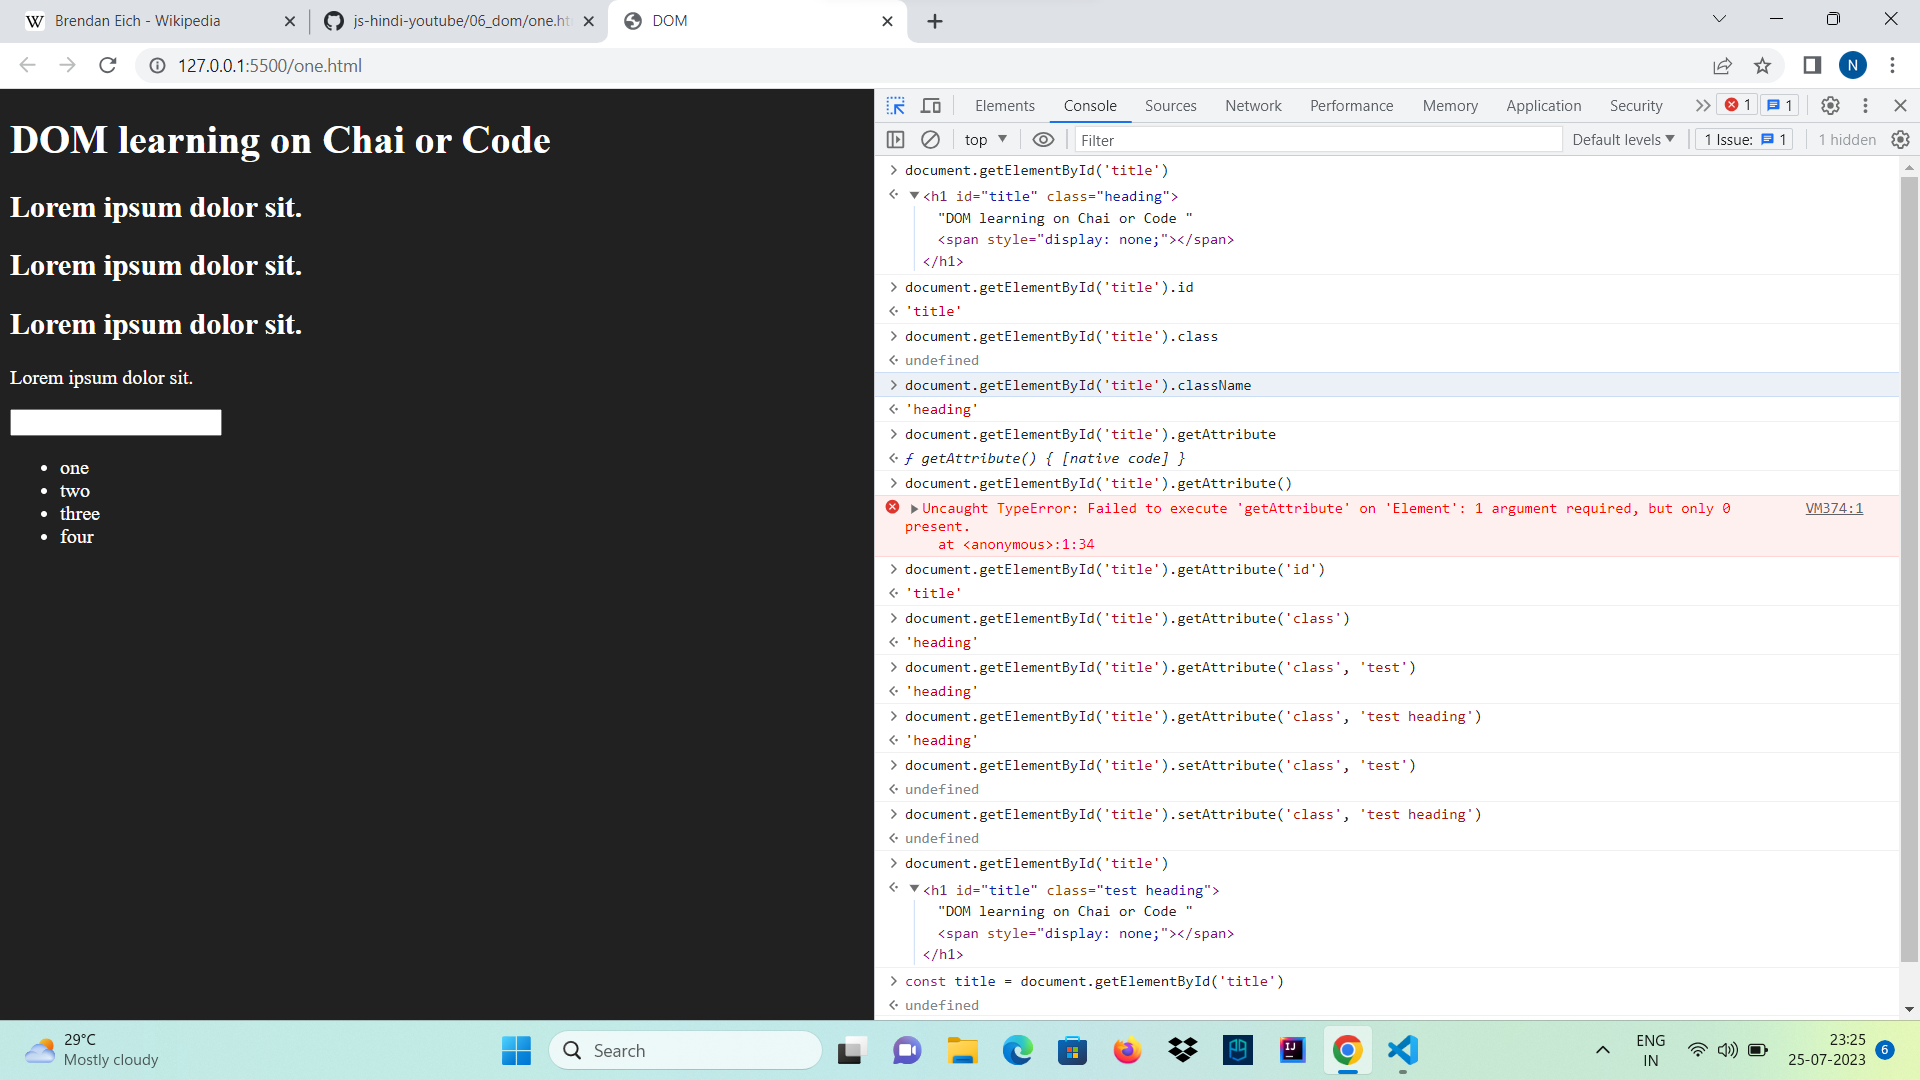 Brendan Eich - Wikipedia
js-hindi-youtube/06_dom/one.ht
DOM
127.0.0.1:5500/one.html
N
DOM learning on Chai or Code
Lorem ipsum dolor sit.
Lorem ipsum dolor sit.
Lorem ipsum dolor sit.
Lorem ipsum dolor sit.
one
two
three
four
Elements Console Sources Network Performance Memory Application Security 1 1
top Filter Default levels 1 Issue: 1 1 hidden
document.getElementById('title')
<h1 id="title" class="heading">
"DOM learning on Chai or Code "
<span style="display: none;"></span>
</h1>
document.getElementById('title').id
'title'
document.getElementById('title').class
undefined
document.getElementById('title').className
'heading'
document.getElementById('title').getAttribute
ƒ getAttribute() { [native code] }
document.getElementById('title').getAttribute()
Uncaught TypeError: Failed to execute 'getAttribute' on 'Element': 1 argument required, but only 0 VM374:1
present.
at <anonymous>:1:34
document.getElementById('title').getAttribute('id')
'title'
document.getElementById('title').getAttribute('class')
'heading'
document.getElementById('title').getAttribute('class', 'test')
'heading'
document.getElementById('title').getAttribute('class', 'test heading')
'heading'
document.getElementById('title').setAttribute('class', 'test')
undefined
document.getElementById('title').setAttribute('class', 'test heading')
undefined
document.getElementById('title')
<h1 id="title" class="test heading">
"DOM learning on Chai or Code "
<span style="display: none;"></span>
</h1>
const title = document.getElementById('title')
undefined
29°C
Mostly cloudy
Search
ENG
IN
23:25
25-07-2023
6